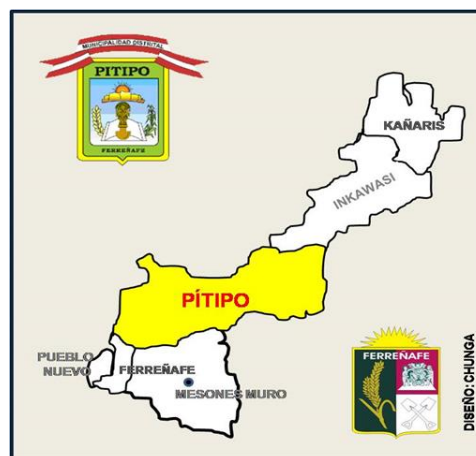 MUNICIPALIDAD DISTRITAL
PITIPO
FERREÑAFE
KAÑARIS
INKAWASI
PÍTIPO
PUEBLO
NUEVO
FERREÑAFE
MESONES MURO
FERREÑAFE
DISEÑO: CHUNGA